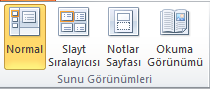 Normal
Slayt
Sıralayıcısı
Notlar
Sayfası
Okuma
Görünümü
Sunu Görünümleri